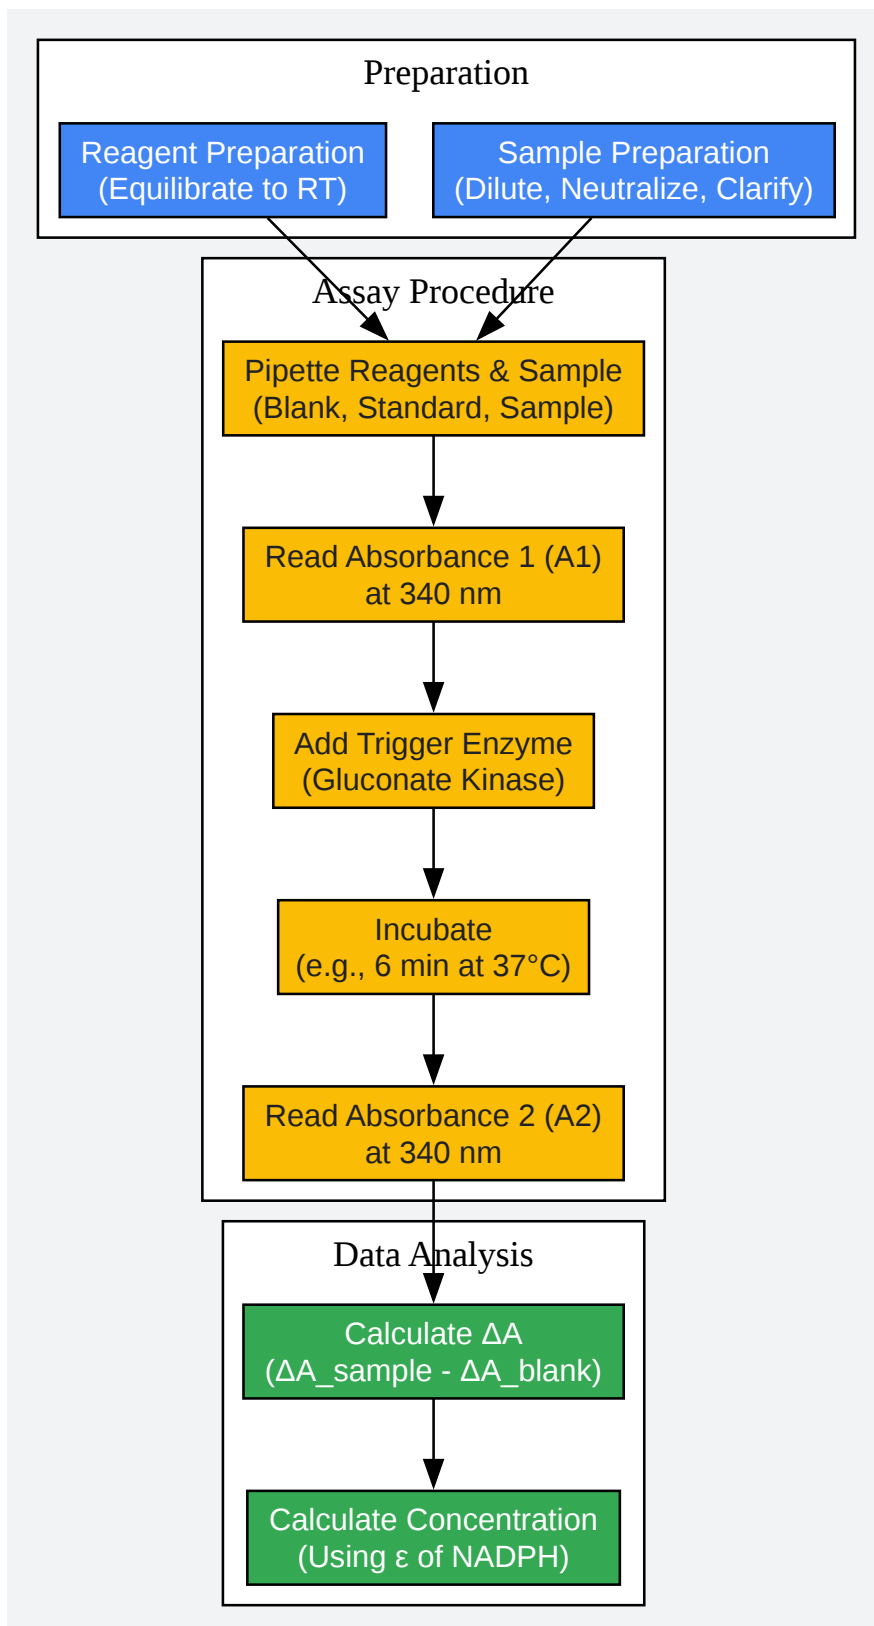 Preparation
Reagent Preparation
(Equilibrate to RT)
Sample Preparation
(Dilute, Neutralize, Clarify)
Assay Procedure
Pipette Reagents & Sample
(Blank, Standard, Sample)
Read Absorbance 1 (A1)
at 340 nm
Add Trigger Enzyme
(Gluconate Kinase)
Incubate
(e.g., 6 min at 37°C)
Read Absorbance 2 (A2)
at 340 nm
Data Analysis
Calculate ΔA
(ΔA_sample - ΔA_blank)
Calculate Concentration
(Using ε of NADPH)